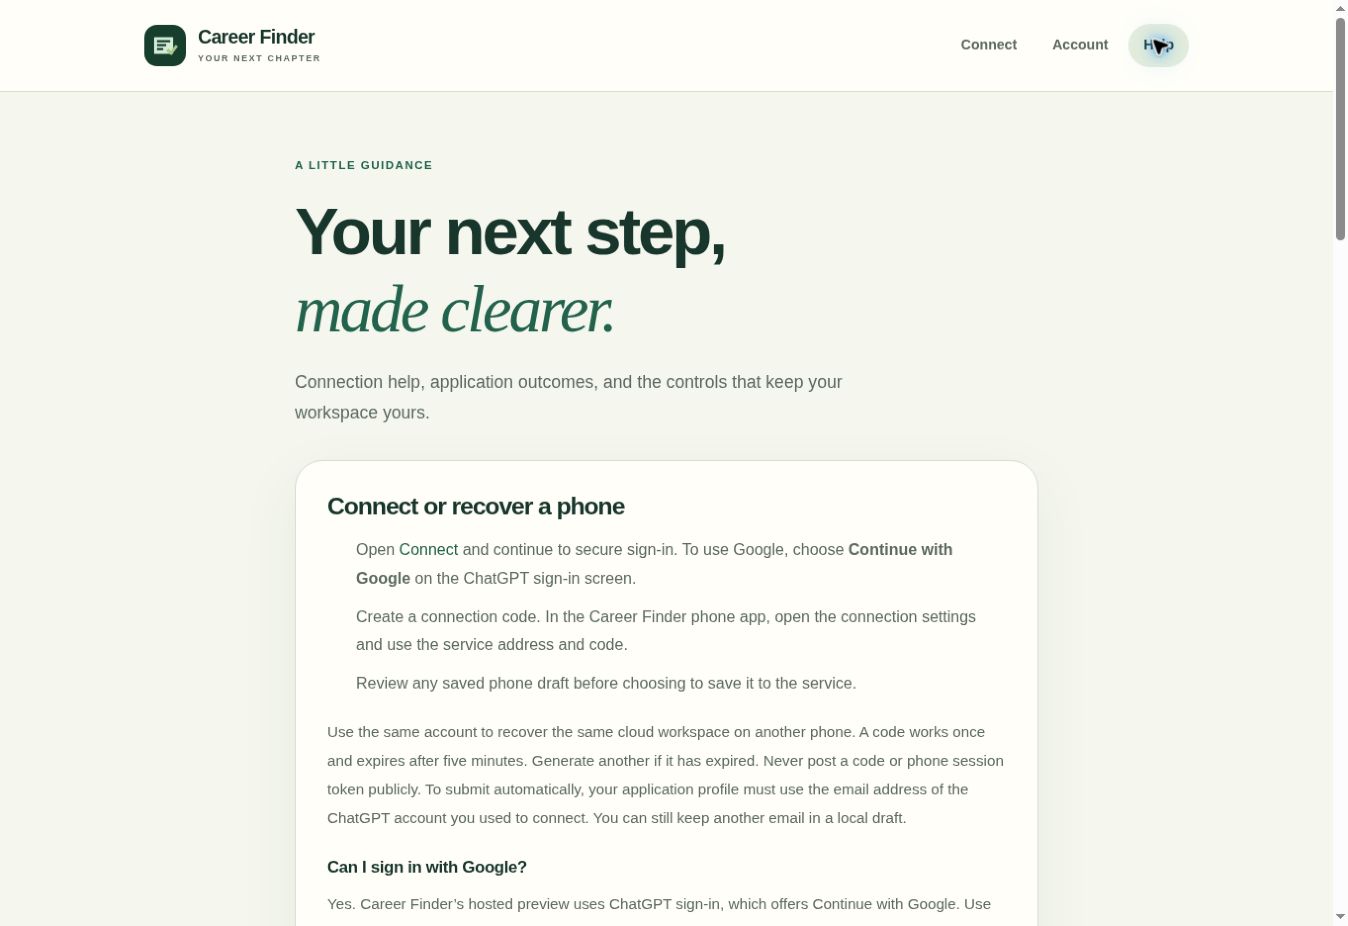 Career Finder
YOUR NEXT CHAPTER
Connect
Account
A LITTLE GUIDANCE
Your next step,
made clearer.
Connection help, application outcomes, and the controls that keep your
workspace yours.
Connect or recover a phone
Open Connect and continue to secure sign-in. To use Google, choose Continue with
Google on the ChatGPT sign-in screen.
Create a connection code. In the Career Finder phone app, open the connection settings
and use the service address and code.
Review any saved phone draft before choosing to save it to the service.
Use the same account to recover the same cloud workspace on another phone. A code works once
and expires after five minutes. Generate another if it has expired. Never post a code or phone session
token publicly. To submit automatically, your application profile must use the email address of the
ChatGPT account you used to connect. You can still keep another email in a local draft.
Can I sign in with Google?
Yes. Career Finder’s hosted preview uses ChatGPT sign-in, which offers Continue with Google. Use